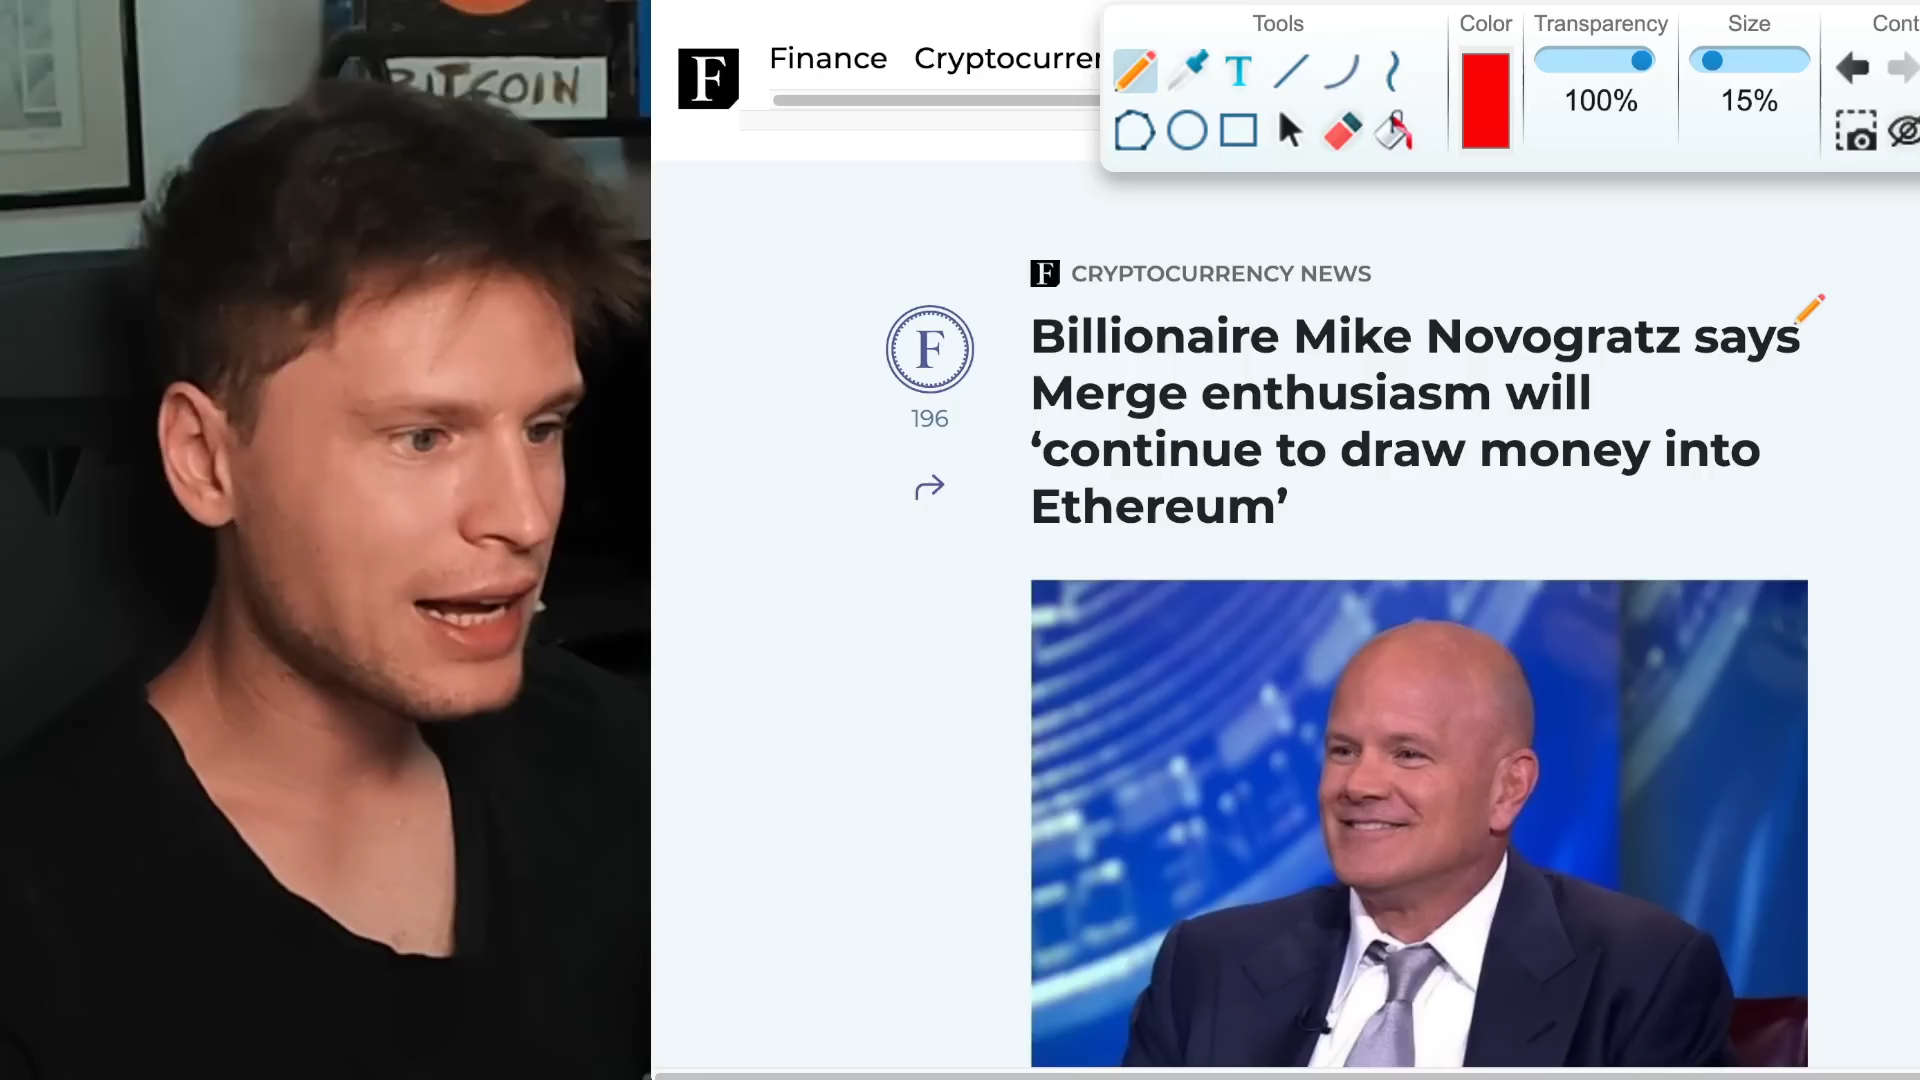 BITCOIN
F
Finance Cryptocurren
Tools
Color
Transparency
Size
Cont
T
100%
15%
F CRYPTOCURRENCY NEWS
F
196
Billionaire Mike Novogratz says
Merge enthusiasm will
‘continue to draw money into
Ethereum’